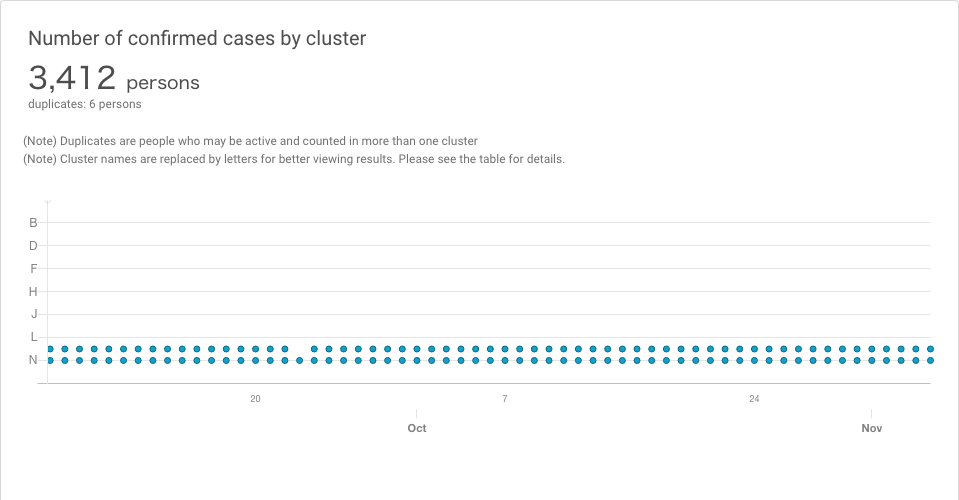 Number of confirmed cases by cluster
3,412 persons
duplicates: 6 persons
(Note) Duplicates are people who may be active and counted in more than one cluster
(Note) Cluster names are replaced by letters for better viewing results. Please see the table for details.
B
D
F
H
J
L
N
20 7 24
Oct Nov